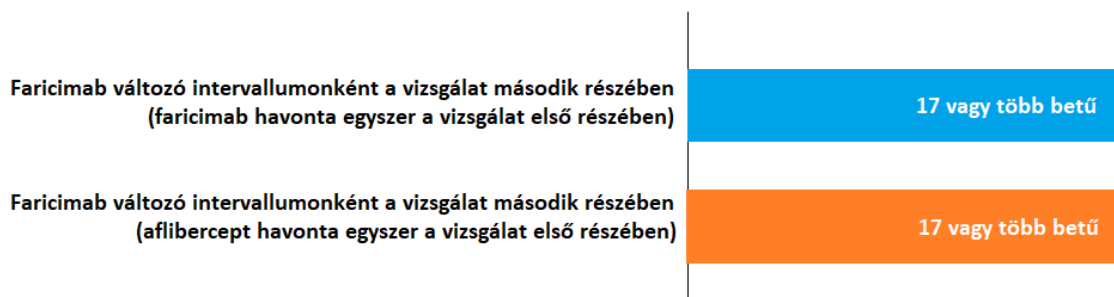 Faricimab változó intervallumonként a vizsgálat második részében
(faricimab havonta egyszer a vizsgálat első részében)
17 vagy több betű
Faricimab változó intervallumonként a vizsgálat második részében
(aflibercept havonta egyszer a vizsgálat első részében)
17 vagy több betű